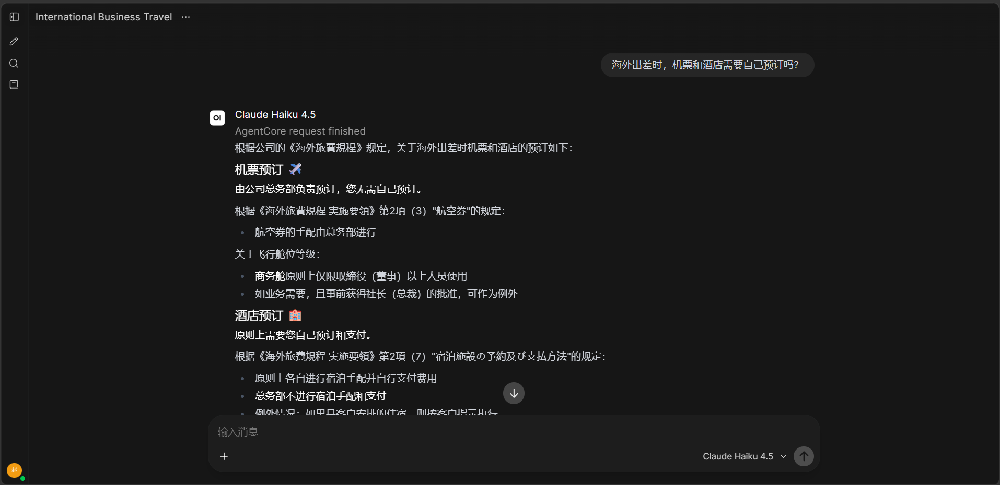 International Business Travel ...
海外出差时，机票和酒店需要自己预订吗？
OI
Claude Haiku 4.5
AgentCore request finished
根据公司的《海外旅費規程》规定，关于海外出差时机票和酒店的预订如下：
机票预订 ✈️
由公司总务部负责预订，您无需自己预订。
根据《海外旅費規程 実施要領》第2項（3）"航空券"的规定：
• 航空券的手配由总务部进行
关于飞行舱位等级：
• 商务舱原则上仅限取締役（董事）以上人员使用
• 如业务需要，且事前获得社长（总裁）的批准，可作为例外
酒店预订 🏨
原则上需要您自己预订和支付。
根据《海外旅費規程 実施要領》第2項（7）"宿泊施設の予約及び支払方法"的规定：
• 原则上各自进行宿泊手配并自行支付费用
• 总务部不进行宿泊手配和支付
• 例外情况：如果是客户安排的住宿，则按客户指示执行
输入消息
Claude Haiku 4.5
赵